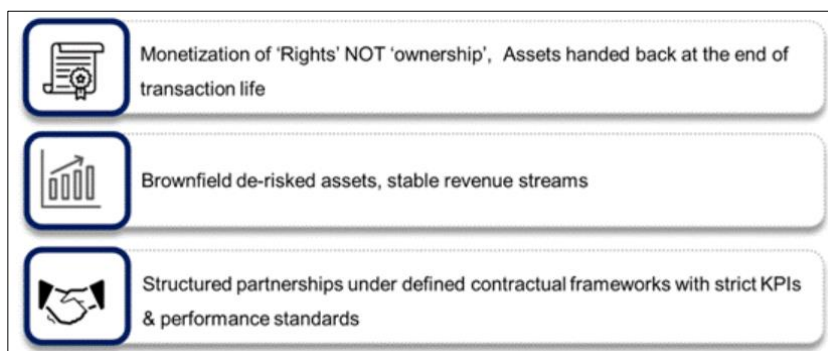 Monetization of ‘Rights’ NOT ‘ownership’, Assets handed back at the end of
transaction life
Brownfield de-risked assets, stable revenue streams
Structured partnerships under defined contractual frameworks with strict KPIs
& performance standards